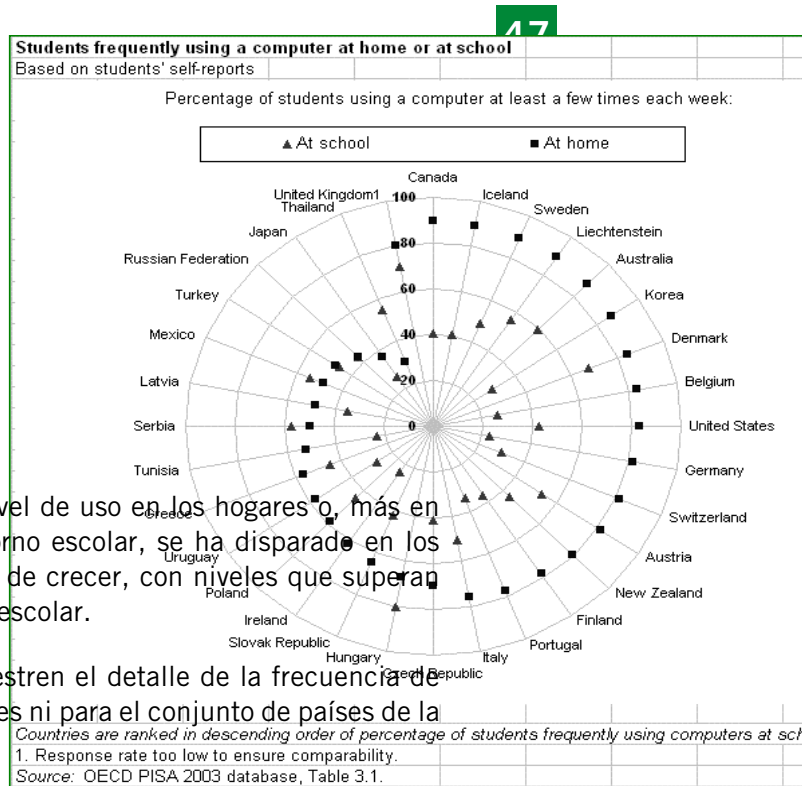 47
Students frequently using a computer at home or at school
Based on students' self-reports
Percentage of students using a computer at least a few times each week:
At school At home
Canada
Iceland
Sweden
Liechtenstein
Australia
Korea
Denmark
Belgium
United States
Germany
Switzerland
Austria
New Zealand
Finland
Portugal
Italy
Czech Republic
Hungary
Slovak Republic
Ireland
Poland
Uruguay
Greece
Tunisia
Serbia
Latvia
Mexico
Turkey
Russian Federation
Japan
Thailand
United Kingdom1
100
80
60
40
20
0
vel de uso en los hogares o, más en
orno escolar, se ha disparado en los
de crecer, con niveles que superan
escolar.
estren el detalle de la frecuencia de
es ni para el conjunto de países de la
Countries are ranked in descending order of percentage of students frequently using computers at sch
1. Response rate too low to ensure comparability.
Source: OECD PISA 2003 database, Table 3.1.